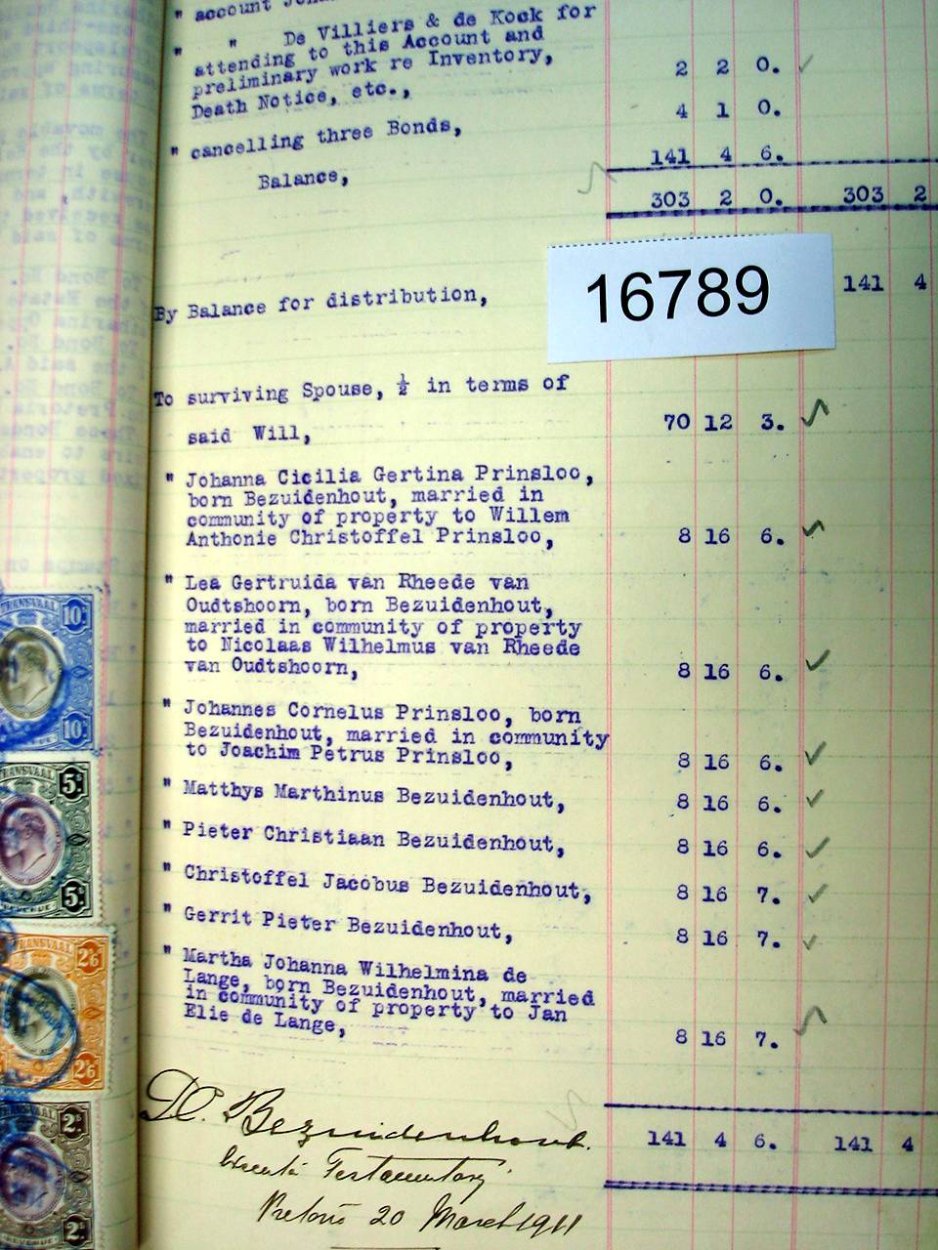 " account
" " De Villiers & de Kock for
attending to this Account and
preliminary work re Inventory,
Death Notice, etc., 2 2 0.
" cancelling three Bonds, 4 1 0.
Balance, 141 4 6.
303 2 0. 303 2
16789
By Balance for distribution, 141 4
To surviving Spouse, ½ in terms of
said Will, 70 12 3.
" Johanna Cicilia Gertina Prinsloo,
born Bezuidenhout, married in
community of property to Willem
Anthonie Christoffel Prinsloo, 8 16 6.
" Lea Gertruida van Rheede van
Oudtshoorn, born Bezuidenhout,
married in community of property
to Nicolaas Wilhelmus van Rheede
van Oudtshoorn, 8 16 6.
" Johannes Cornelus Prinsloo, born
Bezuidenhout, married in community
to Joachim Petrus Prinsloo, 8 16 6.
" Matthys Marthinus Bezuidenhout, 8 16 6.
" Pieter Christiaan Bezuidenhout, 8 16 6.
" Christoffel Jacobus Bezuidenhout, 8 16 7.
" Gerrit Pieter Bezuidenhout, 8 16 7.
" Martha Johanna Wilhelmina de
Lange, born Bezuidenhout, married
in community of property to Jan
Elie de Lange, 8 16 7.
141 4 6. 141 4
Bezuidenhout.
Testamentary
Pretoria 20 March 1911
TRANSVAAL
10/-
10/-
TRANSVAAL
5/-
5/-
REVENUE
TRANSVAAL
2/6
2/6
TRANSVAAL
2/-
2/-